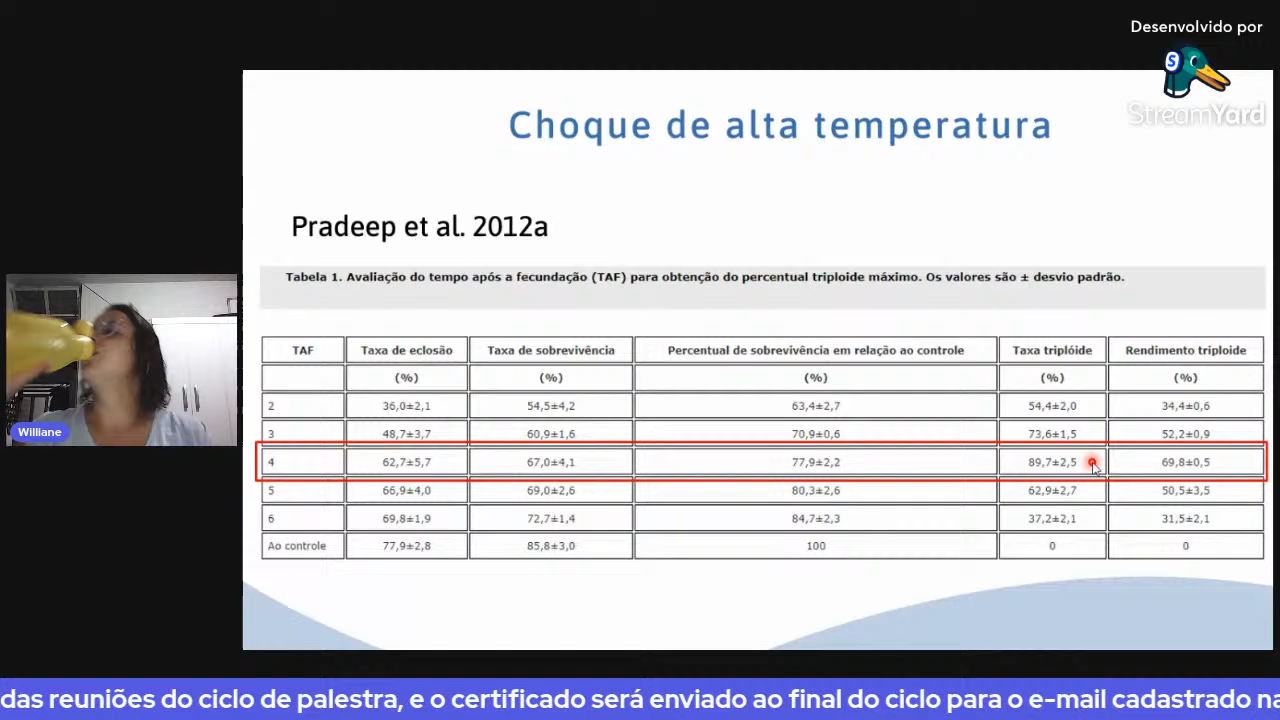 Desenvolvido por
S
StreamYard
Choque de alta temperatura
Pradeep et al. 2012a
Tabela 1. Avaliação do tempo após a fecundação (TAF) para obtenção do percentual triploide máximo. Os valores são ± desvio padrão.
TAF Taxa de eclosão Taxa de sobrevivência Percentual de sobrevivência em relação ao controle Taxa triplóide Rendimento triploide
(%) (%) (%) (%) (%)
2 36,0±2,1 54,5±4,2 63,4±2,7 54,4±2,0 34,4±0,6
3 48,7±3,7 60,9±1,6 70,9±0,6 73,6±1,5 52,2±0,9
4 62,7±5,7 67,0±4,1 77,9±2,2 89,7±2,5 69,8±0,5
5 66,9±4,0 69,0±2,6 80,3±2,6 62,9±2,7 50,5±3,5
6 69,8±1,9 72,7±1,4 84,7±2,3 37,2±2,1 31,5±2,1
Ao controle 77,9±2,8 85,8±3,0 100 0 0
Williane
das reuniões do ciclo de palestra, e o certificado será enviado ao final do ciclo para o e-mail cadastrado na